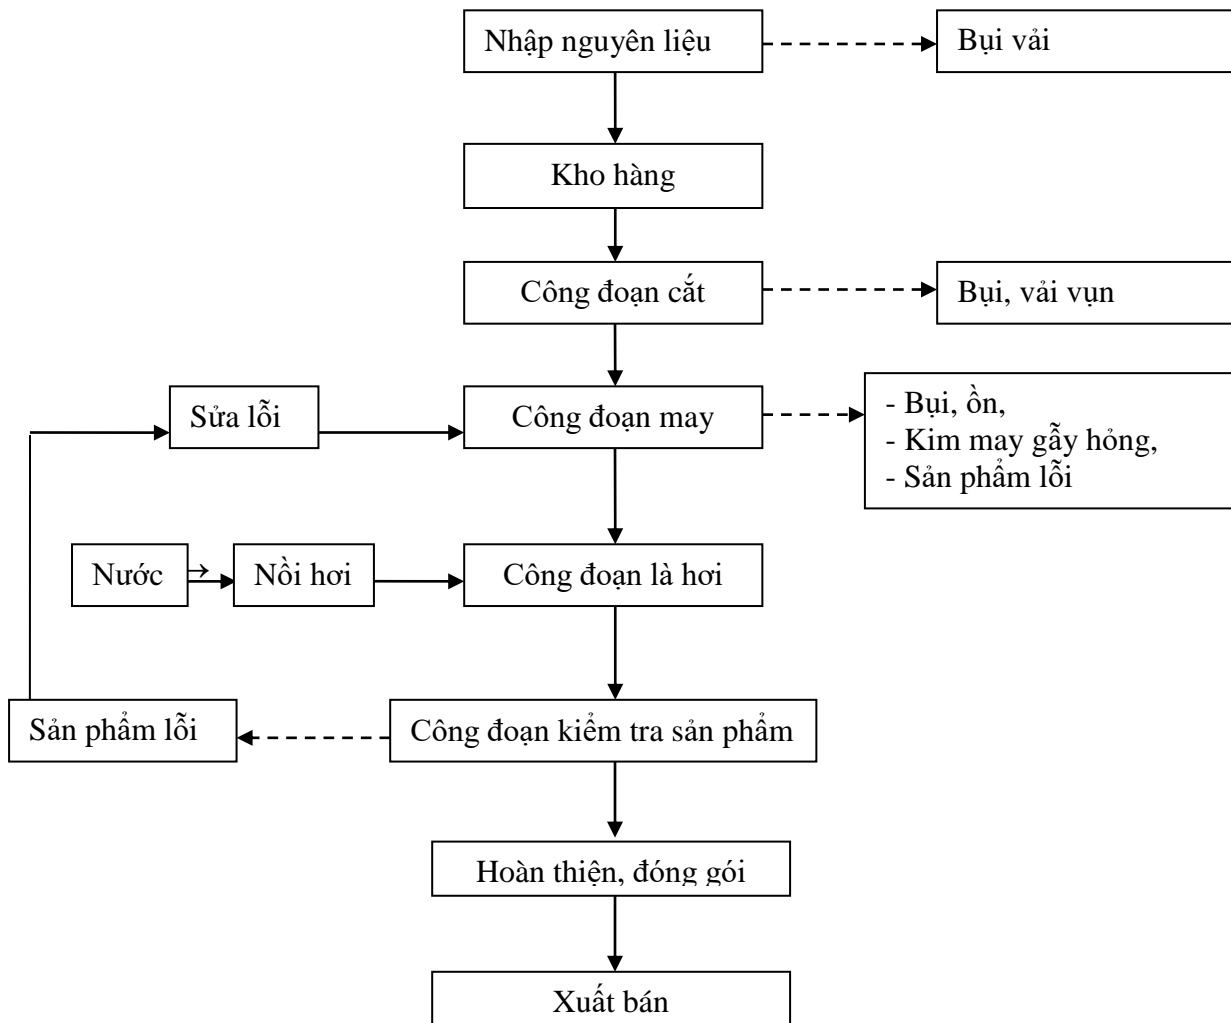 Nhập nguyên liệu
Bụi vải
Kho hàng
Công đoạn cắt
Bụi, vải vụn
Sửa lỗi
Công đoạn may
- Bụi, ồn,
- Kim may gẫy hỏng,
- Sản phẩm lỗi
Nước
→
Nồi hơi
Công đoạn là hơi
Sản phẩm lỗi
Công đoạn kiểm tra sản phẩm
Hoàn thiện, đóng gói
Xuất bán